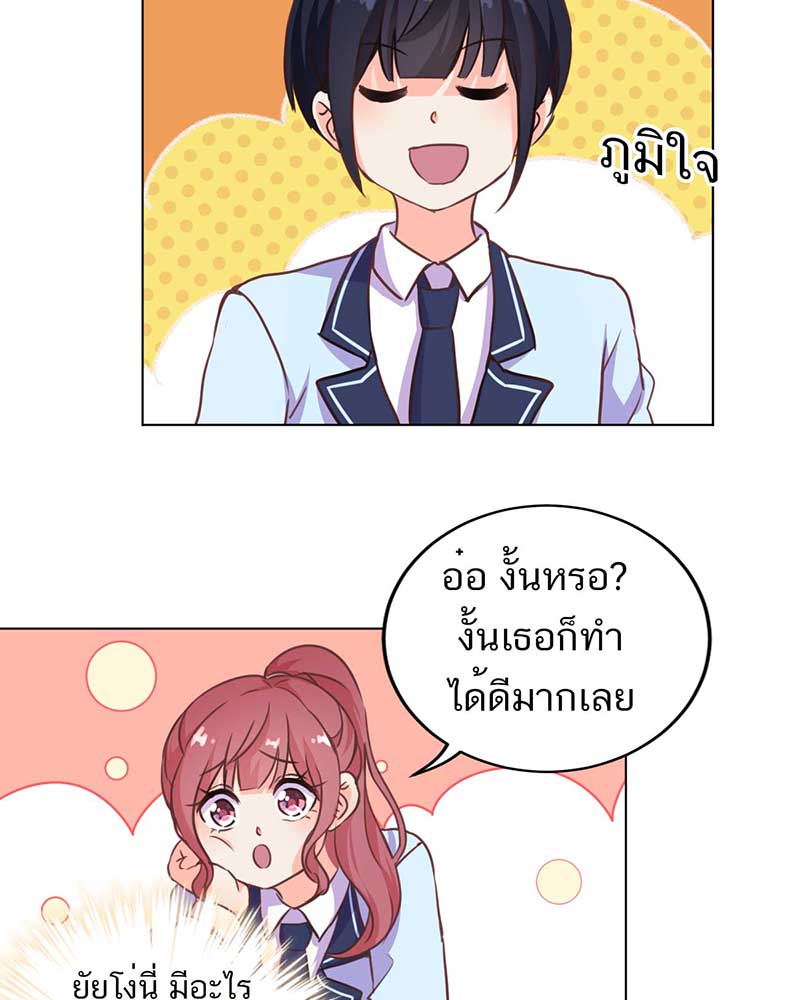 ภูมิใจ
อ๋อ งั้นหรอ?
งั้นเธอก็ทำ
ได้ดีมากเลย
ยัยโง่นี่ มีอะไร